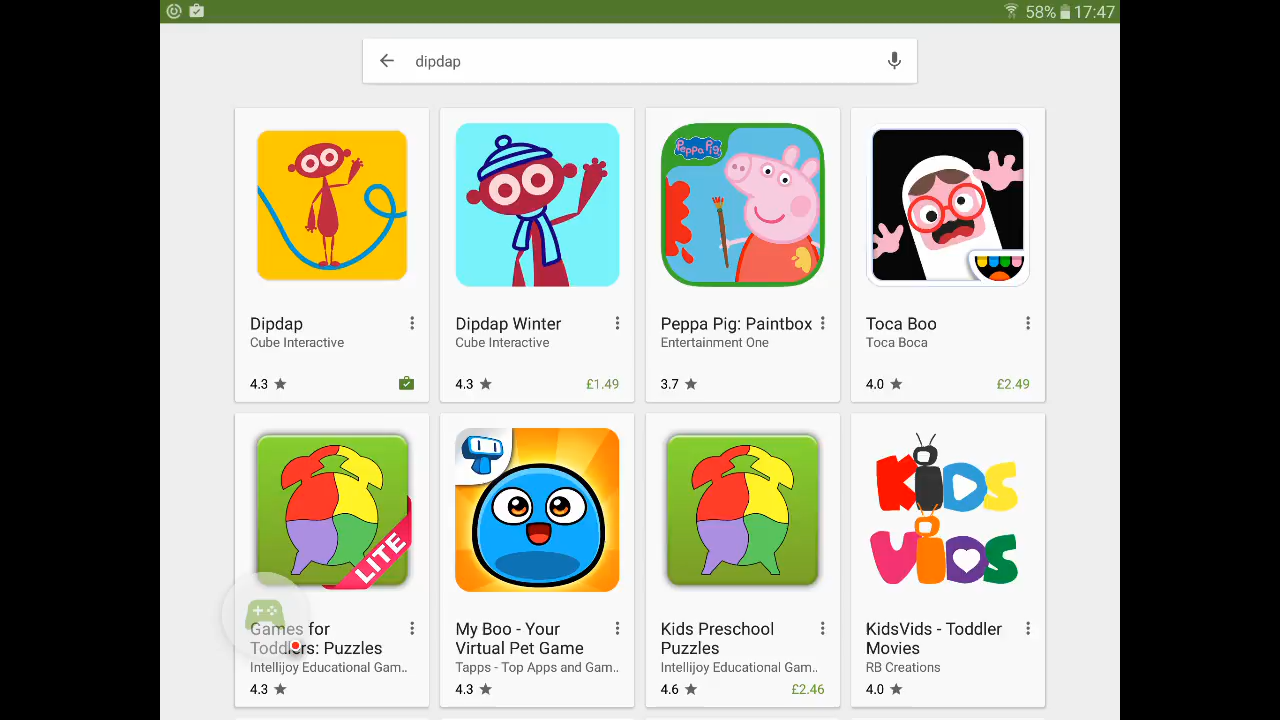 58% 17:47
dipdap
Peppa Pig
Dipdap
Cube Interactive
4.3
Dipdap Winter
Cube Interactive
4.3 £1.49
Peppa Pig: Paintbox
Entertainment One
3.7
Toca Boo
Toca Boca
4.0 £2.49
LITE
KIDS
VIDS
Games for
Toddlers: Puzzles
Intellijoy Educational Gam..
4.3
My Boo - Your
Virtual Pet Game
Tapps - Top Apps and Gam..
4.3
Kids Preschool
Puzzles
Intellijoy Educational Gam..
4.6 £2.46
KidsVids - Toddler
Movies
RB Creations
4.0